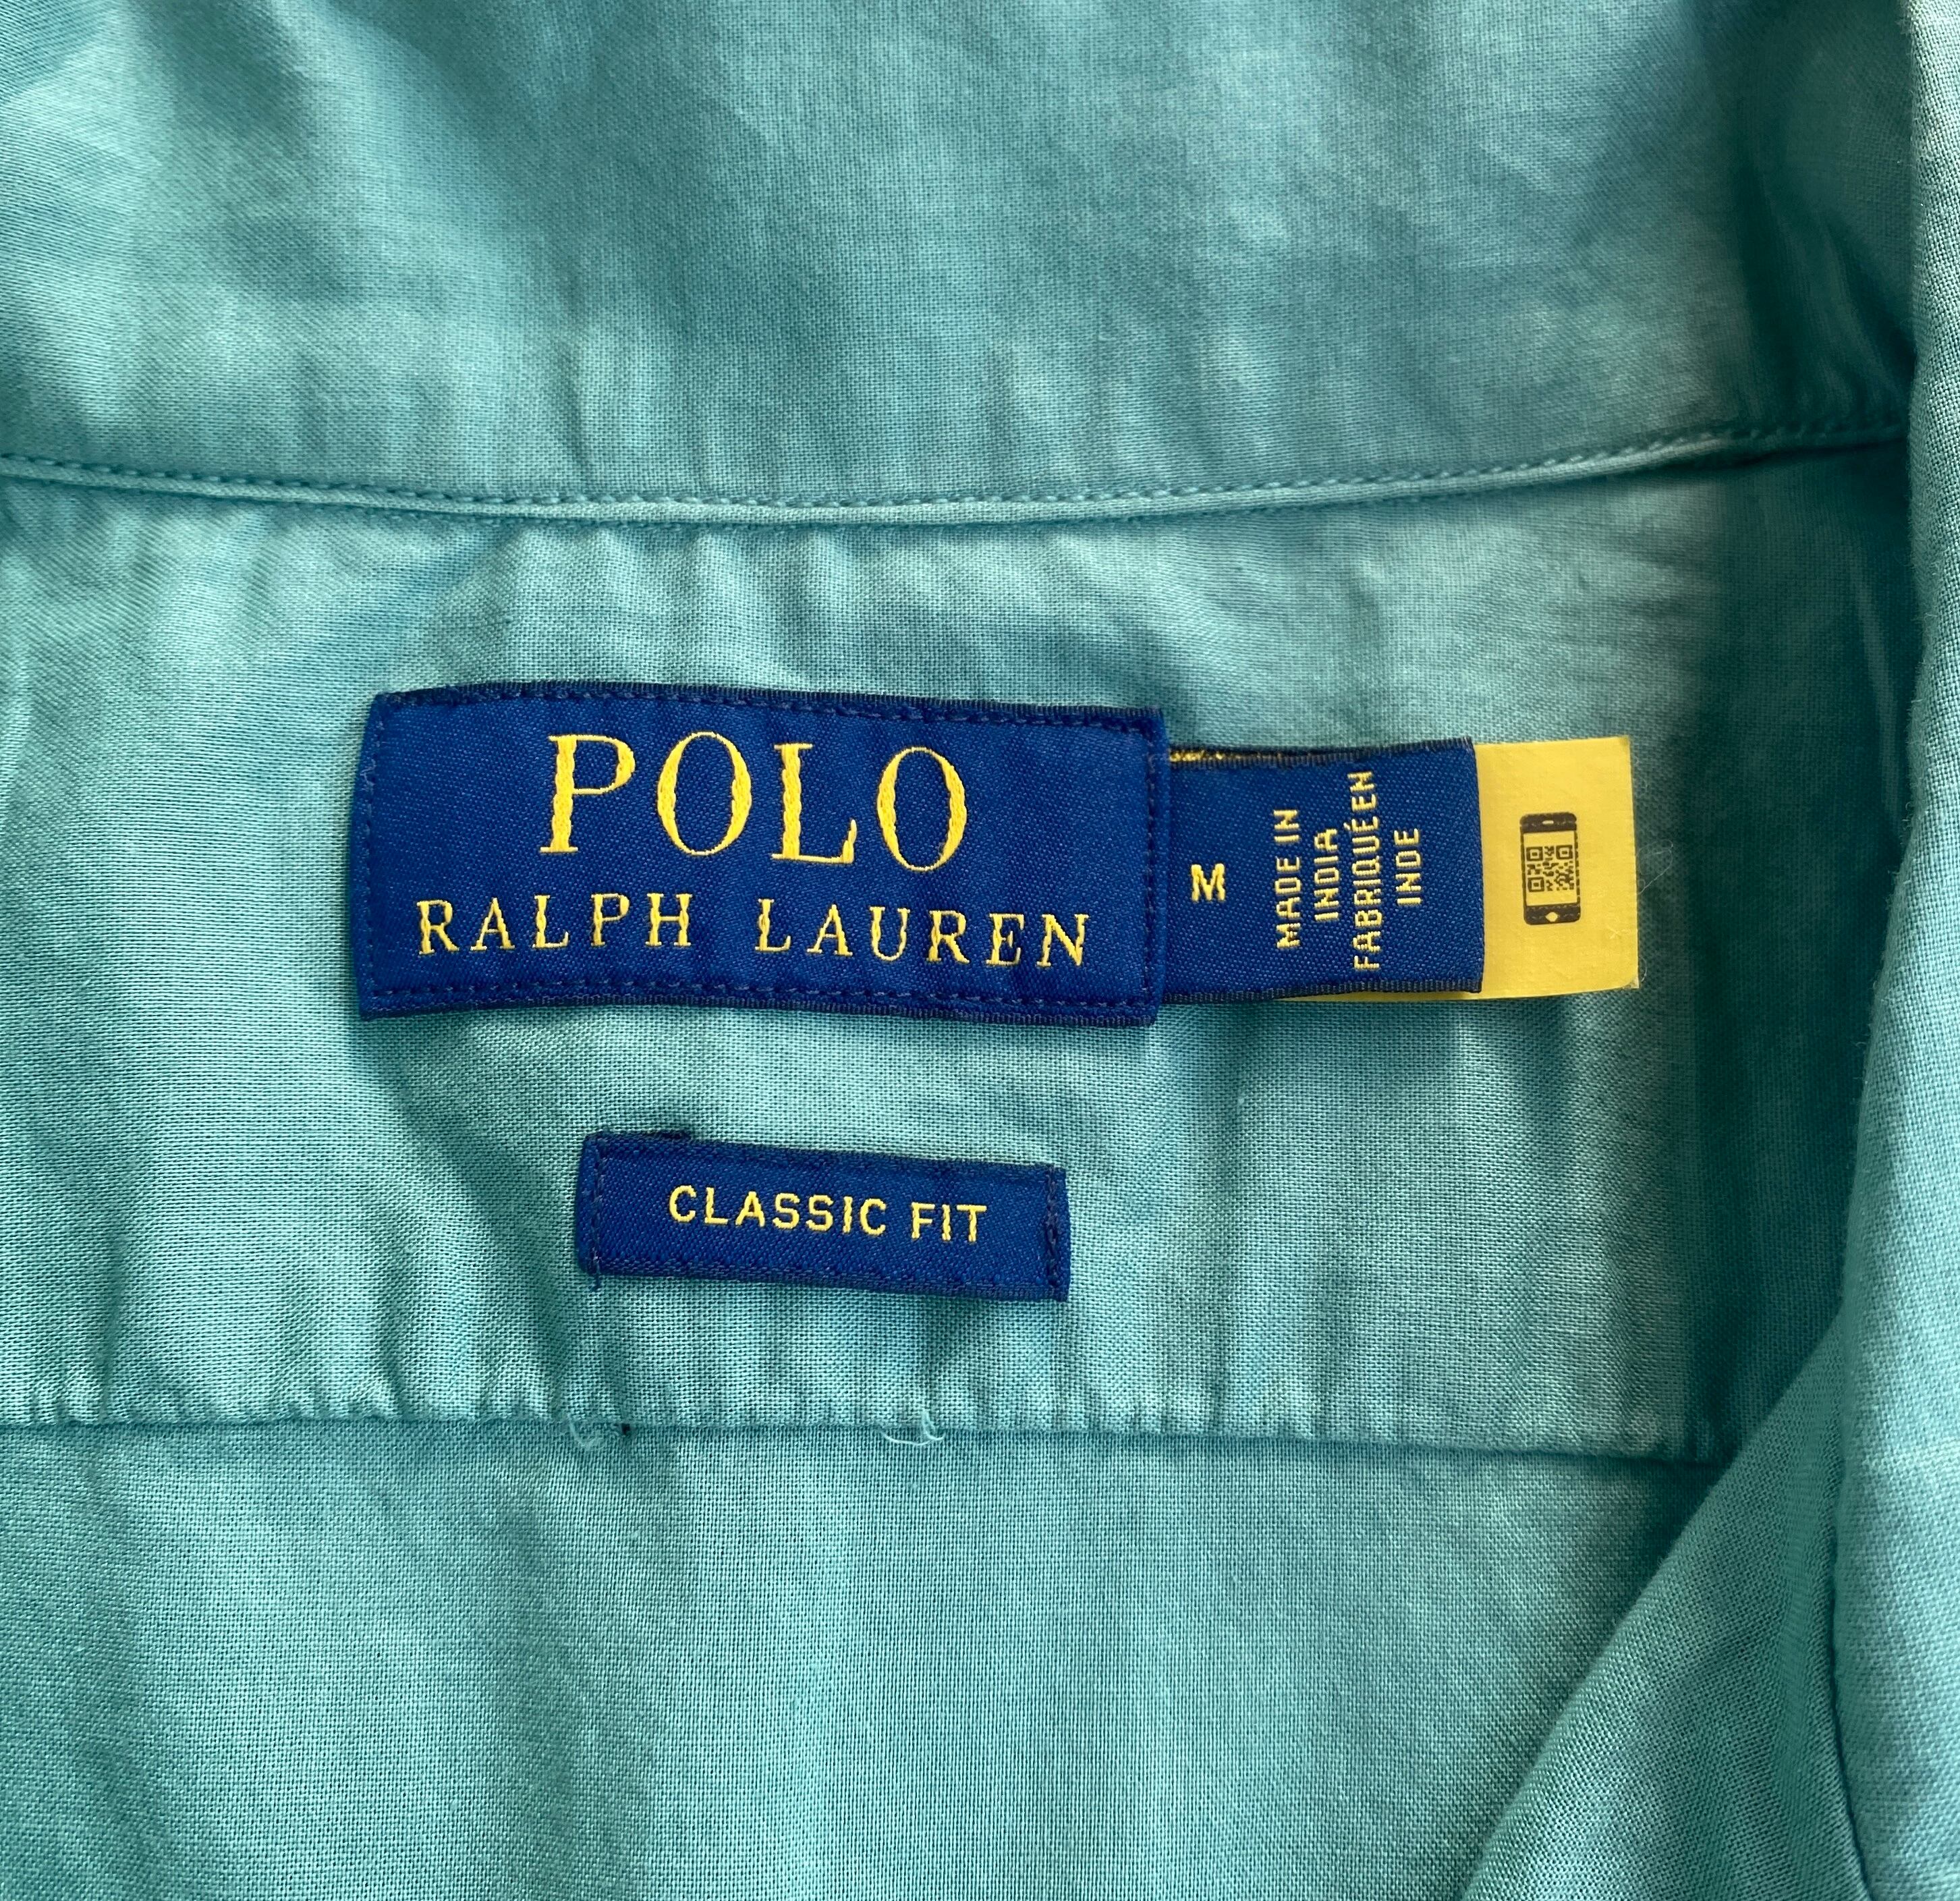 POLO
RALPH LAUREN
M
MADE IN
INDIA
FABRIQUÉ EN
INDE
CLASSIC FIT